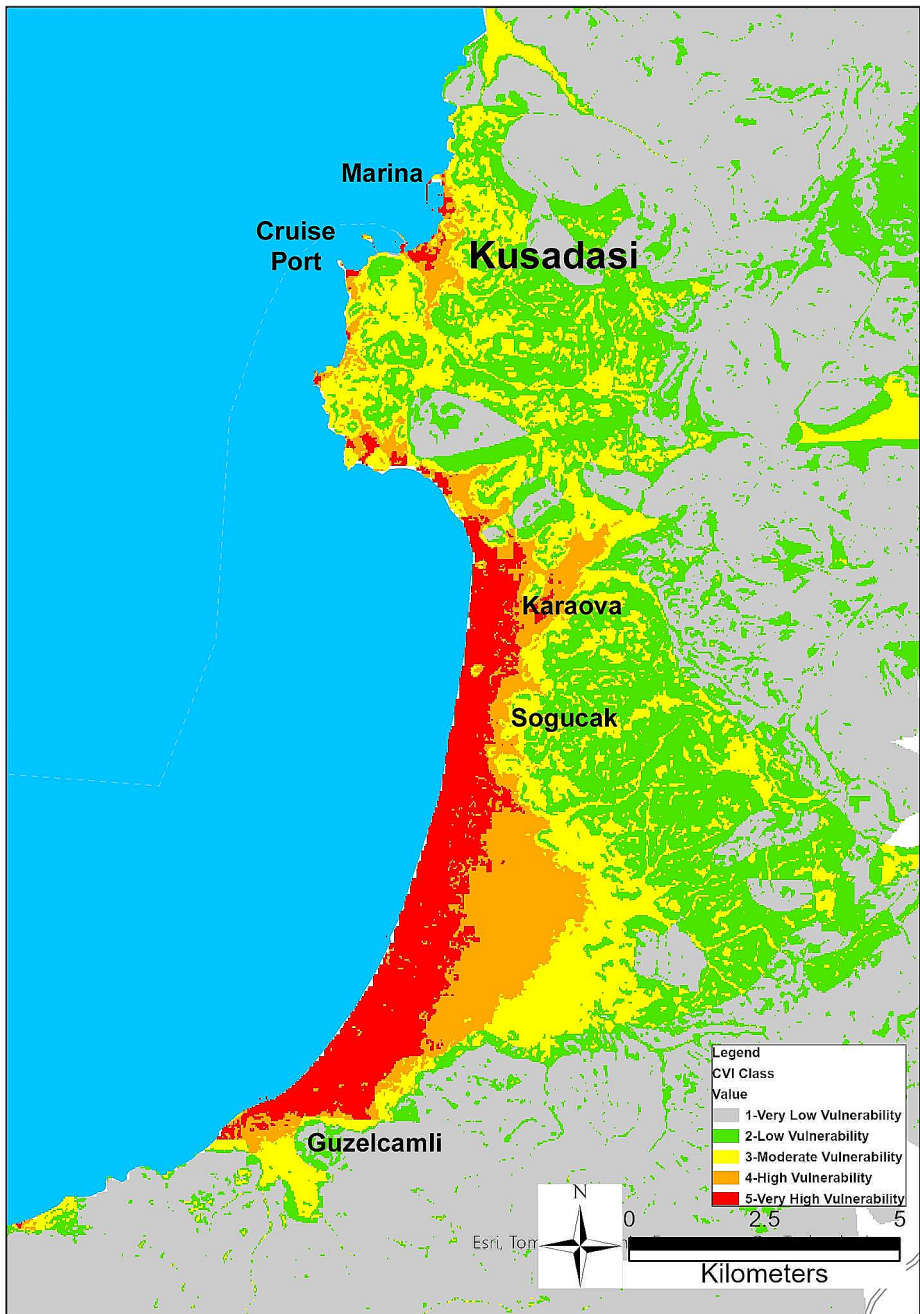 Marina
Cruise
Port
Kusadasi
Karaova
Sogucak
Guzelcamli
Legend
CVI Class
Value
1-Very Low Vulnerability
2-Low Vulnerability
3-Moderate Vulnerability
4-High Vulnerability
5-Very High Vulnerability
N
0 2.5 5
Esri,
Kilometers